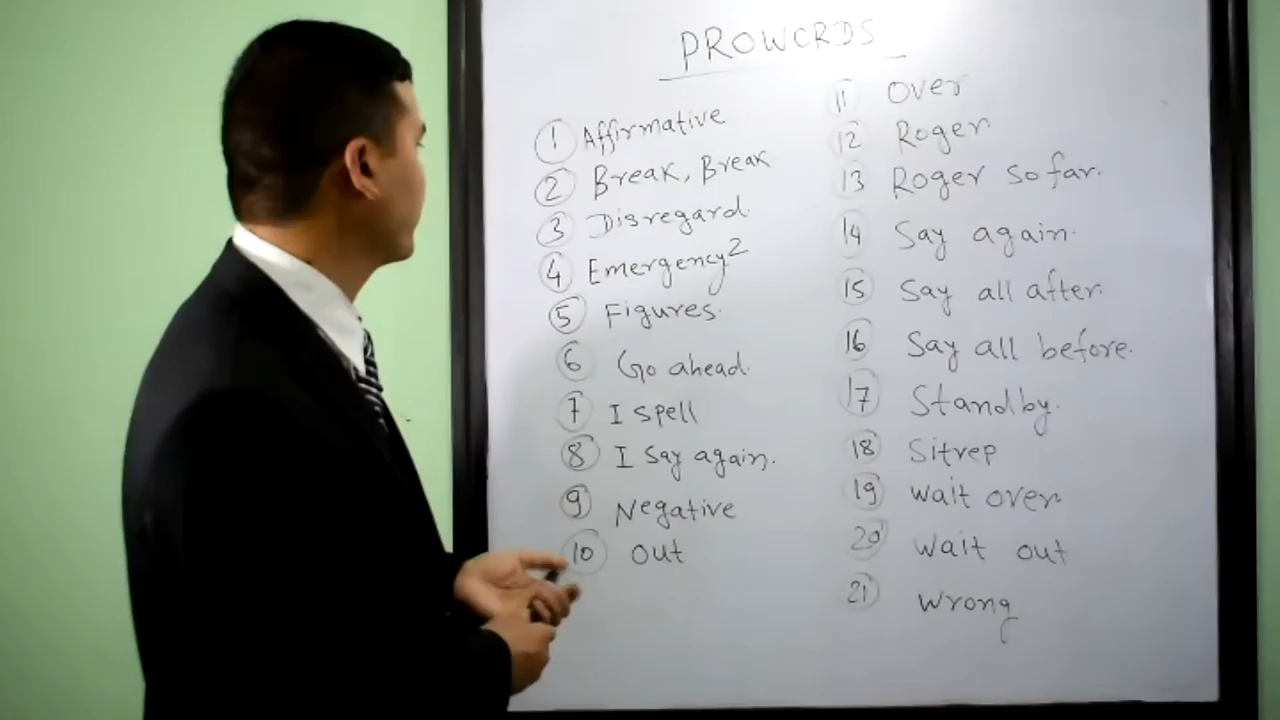 PROWORDS
1 Affirmative
2 Break, Break
3 Disregard.
4 Emergency2
5 Figures.
6 Go ahead.
7 I spell
8 I say again.
9 Negative
10 out
11 Over
12 Roger.
13 Roger so far.
14 Say again.
15 Say all after.
16 Say all before.
17 Standby.
18 Sitrep
19 wait over.
20 wait out
21 wrong